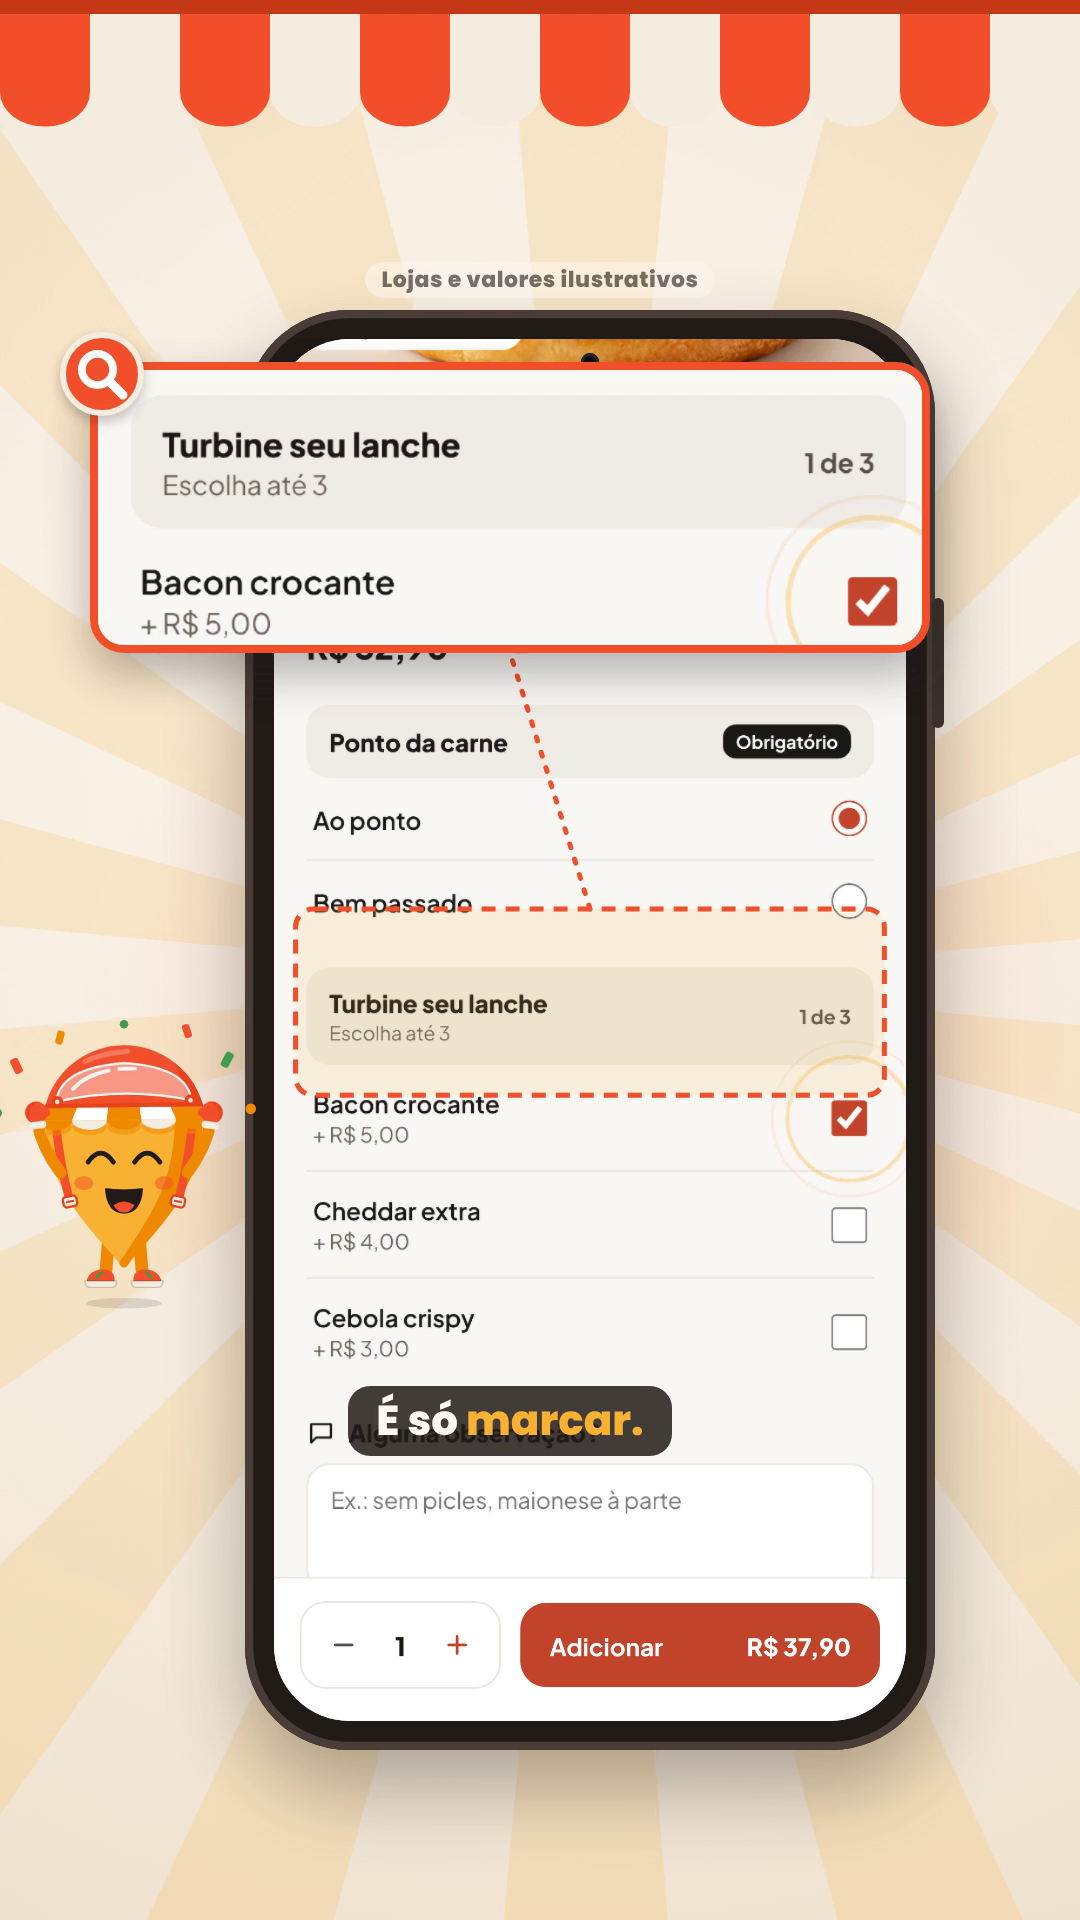 Lojas e valores ilustrativos
Turbine seu lanche
Escolha até 3
1 de 3
Bacon crocante
+ R$ 5,00
Ponto da carne
Obrigatório
Ao ponto
Bem passado
Turbine seu lanche
Escolha até 3
1 de 3
Bacon crocante
+ R$ 5,00
Cheddar extra
+ R$ 4,00
Cebola crispy
+ R$ 3,00
É só marcar.
Alguma observação?
Ex.: sem picles, maionese à parte
1
Adicionar
R$ 37,90